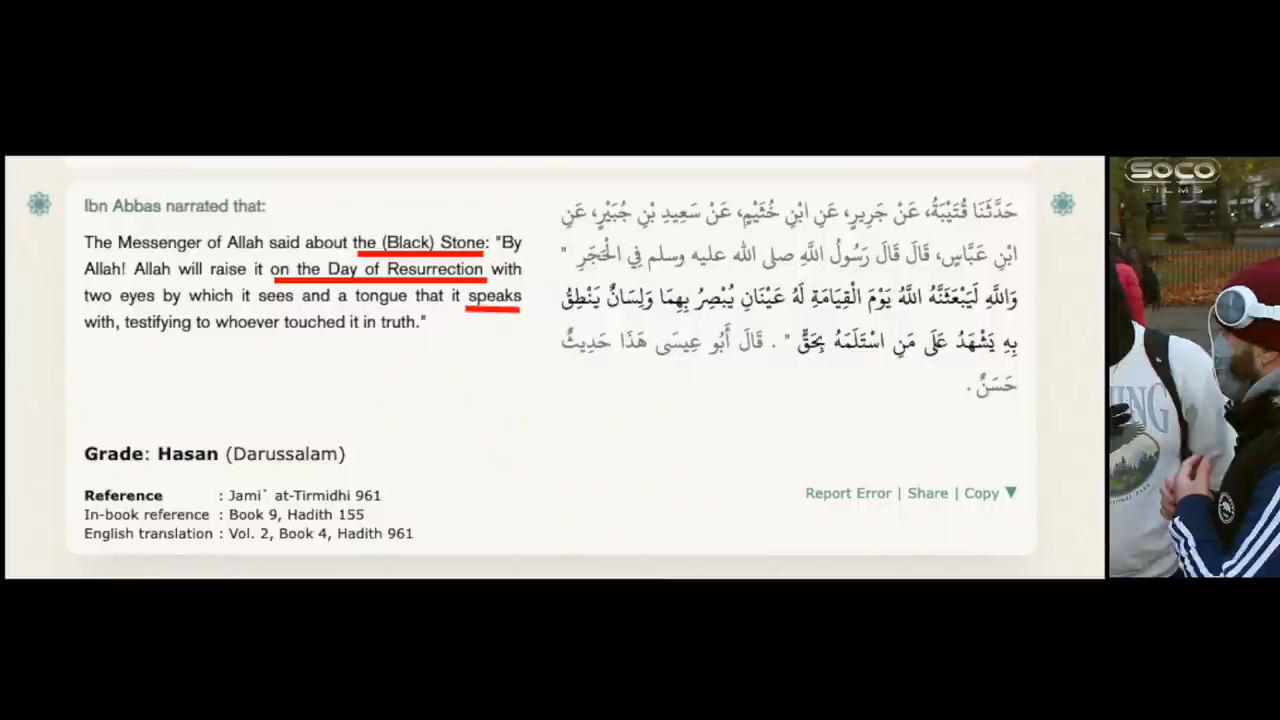 Ibn Abbas narrated that:
The Messenger of Allah said about the (Black) Stone: "By
Allah! Allah will raise it on the Day of Resurrection with
two eyes by which it sees and a tongue that it speaks
with, testifying to whoever touched it in truth."
حَدَّثَنَا قُتَيْبَةُ، عَنْ جَرِيرٍ، عَنِ ابْنِ خُثَيْمٍ، عَنْ سَعِيدِ بْنِ جُبَيْرٍ، عَنِ
ابْنِ عَبَّاسٍ، قَالَ قَالَ رَسُولُ اللَّهِ صلى الله عليه وسلم فِي الْحَجَرِ ‏"‏
وَاللَّهِ لَيَبْعَثَنَّهُ اللَّهُ يَوْمَ الْقِيَامَةِ لَهُ عَيْنَانِ يُبْصِرُ بِهِمَا وَلِسَانٌ يَنْطِقُ
بِهِ يَشْهَدُ عَلَى مَنِ اسْتَلَمَهُ بِحَقٍّ ‏"‏ ‏.‏ قَالَ أَبُو عِيسَى هَذَا حَدِيثٌ
حَسَنٌ ‏.‏
Grade: Hasan (Darussalam)
Reference : Jami` at-Tirmidhi 961
In-book reference : Book 9, Hadith 155
English translation : Vol. 2, Book 4, Hadith 961
Report Error | Share | Copy ▼
SOCO
FILMS